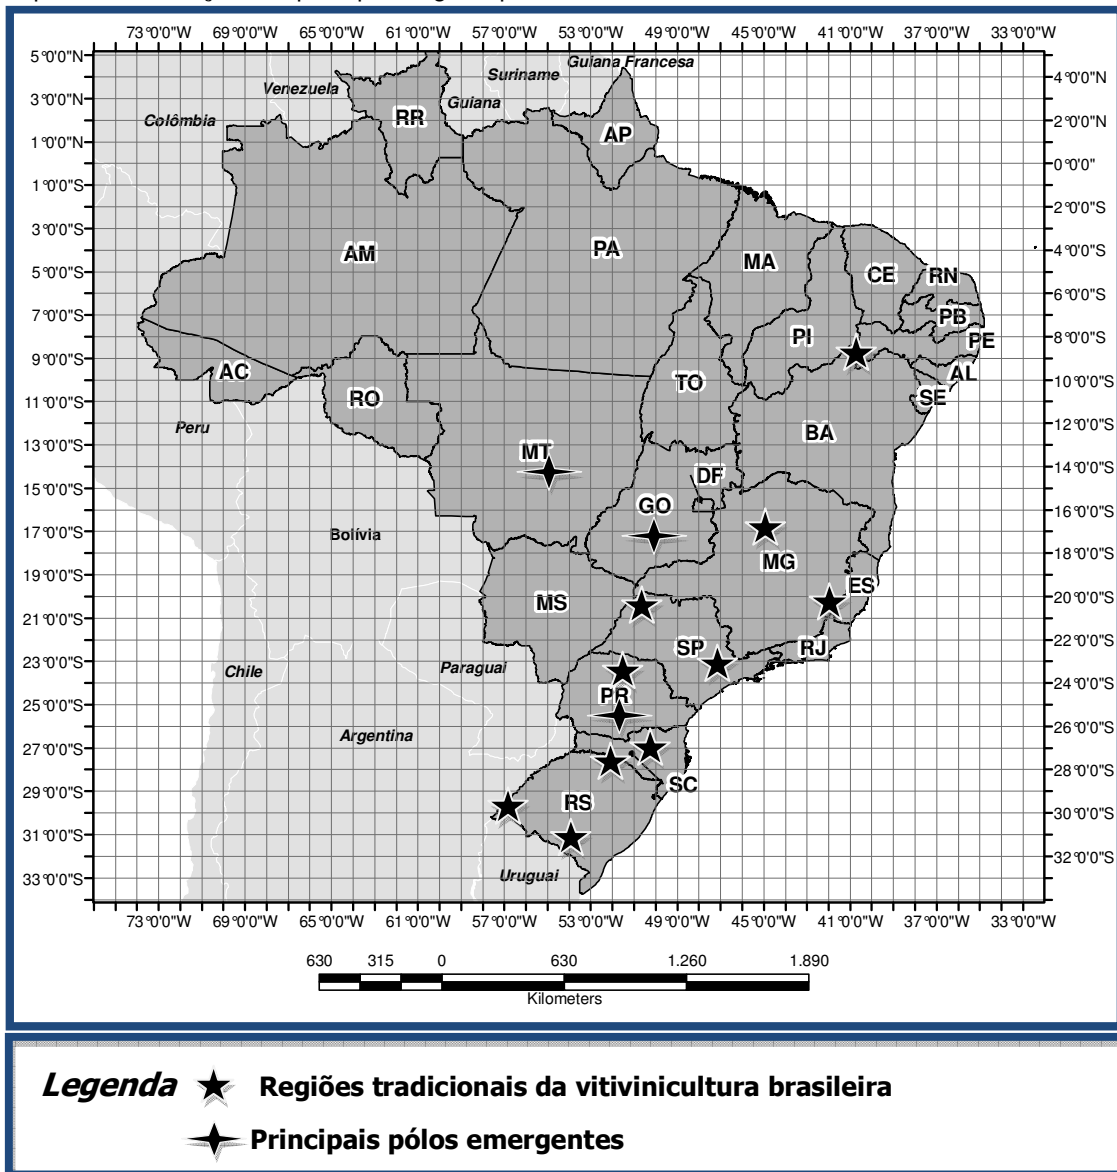 73°0'0"W 69°0'0"W 65°0'0"W 61°0'0"W 57°0'0"W 53°0'0"W 49°0'0"W 45°0'0"W 41°0'0"W 37°0'0"W 33°0'0"W
5°0'0"N
Guiana Francesa
4°0'0"N
Suriname
Venezuela
3°0'0"N
Guiana
2°0'0"N
Colômbia
RR
AP
1°0'0"N
0°0'0"
1°0'0"S
2°0'0"S
3°0'0"S
AM
PA
MA
4°0'0"S
5°0'0"S
CE
RN
6°0'0"S
7°0'0"S
PB
8°0'0"S
PI
PE
9°0'0"S
AC
AL
10°0'0"S
TO
11°0'0"S
RO
SE
12°0'0"S
Peru
BA
13°0'0"S
MT
14°0'0"S
DF
15°0'0"S
GO
16°0'0"S
17°0'0"S
Bolívia
MG
18°0'0"S
19°0'0"S
ES
20°0'0"S
MS
21°0'0"S
22°0'0"S
SP
RJ
23°0'0"S
Chile
Paraguai
24°0'0"S
PR
25°0'0"S
26°0'0"S
Argentina
27°0'0"S
28°0'0"S
SC
29°0'0"S
RS
30°0'0"S
31°0'0"S
32°0'0"S
Uruguai
33°0'0"S
73°0'0"W 69°0'0"W 65°0'0"W 61°0'0"W 57°0'0"W 53°0'0"W 49°0'0"W 45°0'0"W 41°0'0"W 37°0'0"W 33°0'0"W
630 315 0 630 1.260 1.890
Kilometers
Legenda Regiões tradicionais da vitivinicultura brasileira
Principais pólos emergentes